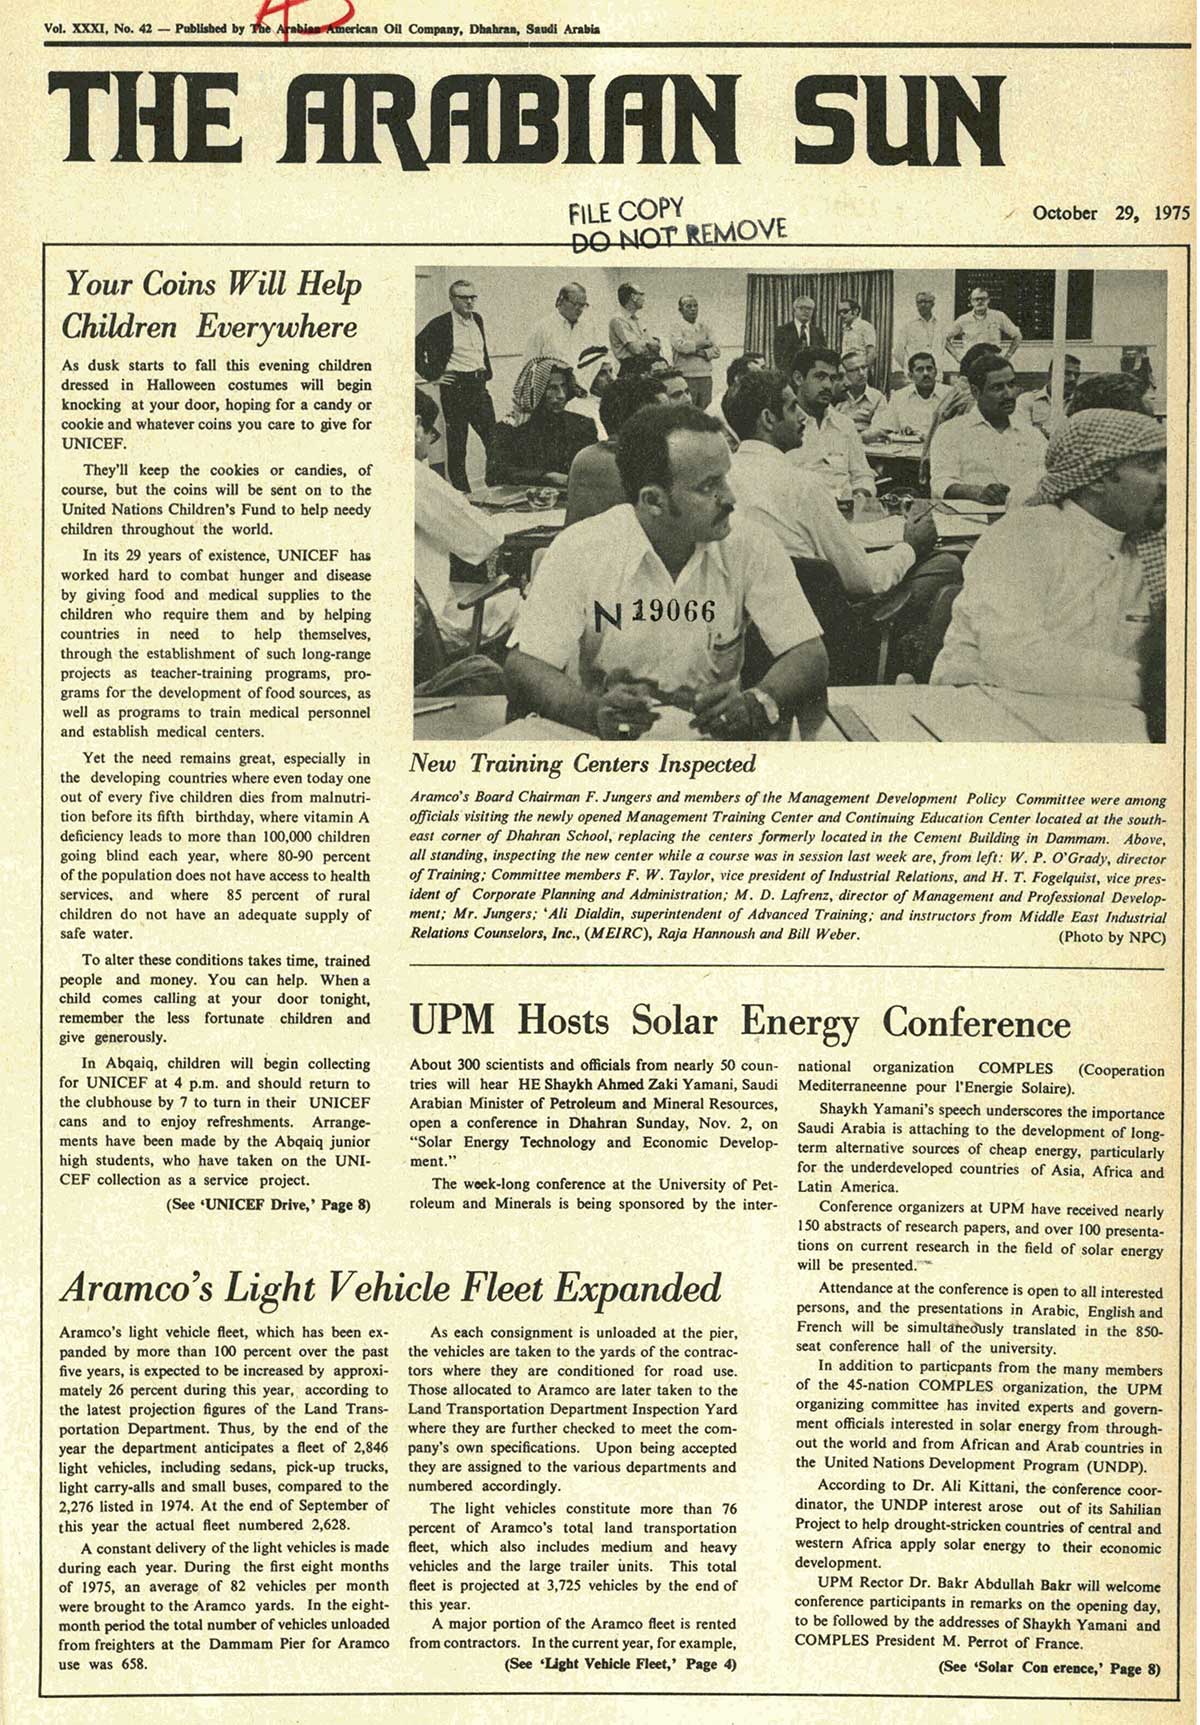 Vol. XXXI, No. 42 — Published by The Arabian American Oil Company, Dhahran, Saudi Arabia
THE ARABIAN SUN
FILE COPY
DO NOT REMOVE
October 29, 1975
Your Coins Will Help
Children Everywhere
As dusk starts to fall this evening children
dressed in Halloween costumes will begin
knocking at your door, hoping for a candy or
cookie and whatever coins you care to give for
UNICEF.
They'll keep the cookies or candies, of
course, but the coins will be sent on to the
United Nations Children's Fund to help needy
children throughout the world.
In its 29 years of existence, UNICEF has
worked hard to combat hunger and disease
by giving food and medical supplies to the
children who require them and by helping
countries in need to help themselves,
through the establishment of such long-range
projects as teacher-training programs, pro-
grams for the development of food sources, as
well as programs to train medical personnel
and establish medical centers.
Yet the need remains great, especially in
the developing countries where even today one
out of every five children dies from malnutri-
tion before its fifth birthday, where vitamin A
deficiency leads to more than 100,000 children
going blind each year, where 80-90 percent
of the population does not have access to health
services, and where 85 percent of rural
children do not have an adequate supply of
safe water.
To alter these conditions takes time, trained
people and money. You can help. When a
child comes calling at your door tonight,
remember the less fortunate children and
give generously.
In Abqaiq, children will begin collecting
for UNICEF at 4 p.m. and should return to
the clubhouse by 7 to turn in their UNICEF
cans and to enjoy refreshments. Arrange-
ments have been made by the Abqaiq junior
high students, who have taken on the UNI-
CEF collection as a service project.
(See 'UNICEF Drive,' Page 8)
N 19066
New Training Centers Inspected
Aramco's Board Chairman F. Jungers and members of the Management Development Policy Committee were among
officials visiting the newly opened Management Training Center and Continuing Education Center located at the south-
east corner of Dhahran School, replacing the centers formerly located in the Cement Building in Dammam. Above,
all standing, inspecting the new center while a course was in session last week are, from left: W. P. O'Grady, director
of Training; Committee members F. W. Taylor, vice president of Industrial Relations, and H. T. Fogelquist, vice pres-
ident of Corporate Planning and Administration; M. D. Lafrenz, director of Management and Professional Develop-
ment; Mr. Jungers; 'Ali Dialdin, superintendent of Advanced Training; and instructors from Middle East Industrial
Relations Counselors, Inc., (MEIRC), Raja Hannoush and Bill Weber. (Photo by NPC)
UPM Hosts Solar Energy Conference
About 300 scientists and officials from nearly 50 coun-
tries will hear HE Shaykh Ahmed Zaki Yamani, Saudi
Arabian Minister of Petroleum and Mineral Resources,
open a conference in Dhahran Sunday, Nov. 2, on
"Solar Energy Technology and Economic Develop-
ment."
The week-long conference at the University of Pet-
roleum and Minerals is being sponsored by the inter-
national organization COMPLES (Cooperation
Mediterraneenne pour l'Energie Solaire).
Shaykh Yamani's speech underscores the importance
Saudi Arabia is attaching to the development of long-
term alternative sources of cheap energy, particularly
for the underdeveloped countries of Asia, Africa and
Latin America.
Conference organizers at UPM have received nearly
150 abstracts of research papers, and over 100 presenta-
tions on current research in the field of solar energy
will be presented.
Attendance at the conference is open to all interested
persons, and the presentations in Arabic, English and
French will be simultaneously translated in the 850-
seat conference hall of the university.
In addition to particpants from the many members
of the 45-nation COMPLES organization, the UPM
organizing committee has invited experts and govern-
ment officials interested in solar energy from through-
out the world and from African and Arab countries in
the United Nations Development Program (UNDP).
According to Dr. Ali Kittani, the conference coor-
dinator, the UNDP interest arose out of its Sahilian
Project to help drought-stricken countries of central and
western Africa apply solar energy to their economic
development.
UPM Rector Dr. Bakr Abdullah Bakr will welcome
conference participants in remarks on the opening day,
to be followed by the addresses of Shaykh Yamani and
COMPLES President M. Perrot of France.
(See 'Solar Con erence,' Page 8)
Aramco's Light Vehicle Fleet Expanded
Aramco's light vehicle fleet, which has been ex-
panded by more than 100 percent over the past
five years, is expected to be increased by approxi-
mately 26 percent during this year, according to
the latest projection figures of the Land Trans-
portation Department. Thus, by the end of the
year the department anticipates a fleet of 2,846
light vehicles, including sedans, pick-up trucks,
light carry-alls and small buses, compared to the
2,276 listed in 1974. At the end of September of
this year the actual fleet numbered 2,628.
A constant delivery of the light vehicles is made
during each year. During the first eight months
of 1975, an average of 82 vehicles per month
were brought to the Aramco yards. In the eight-
month period the total number of vehicles unloaded
from freighters at the Dammam Pier for Aramco
use was 658.
As each consignment is unloaded at the pier,
the vehicles are taken to the yards of the contrac-
tors where they are conditioned for road use.
Those allocated to Aramco are later taken to the
Land Transportation Department Inspection Yard
where they are further checked to meet the com-
pany's own specifications. Upon being accepted
they are assigned to the various departments and
numbered accordingly.
The light vehicles constitute more than 76
percent of Aramco's total land transportation
fleet, which also includes medium and heavy
vehicles and the large trailer units. This total
fleet is projected at 3,725 vehicles by the end of
this year.
A major portion of the Aramco fleet is rented
from contractors. In the current year, for example,
(See 'Light Vehicle Fleet,' Page 4)